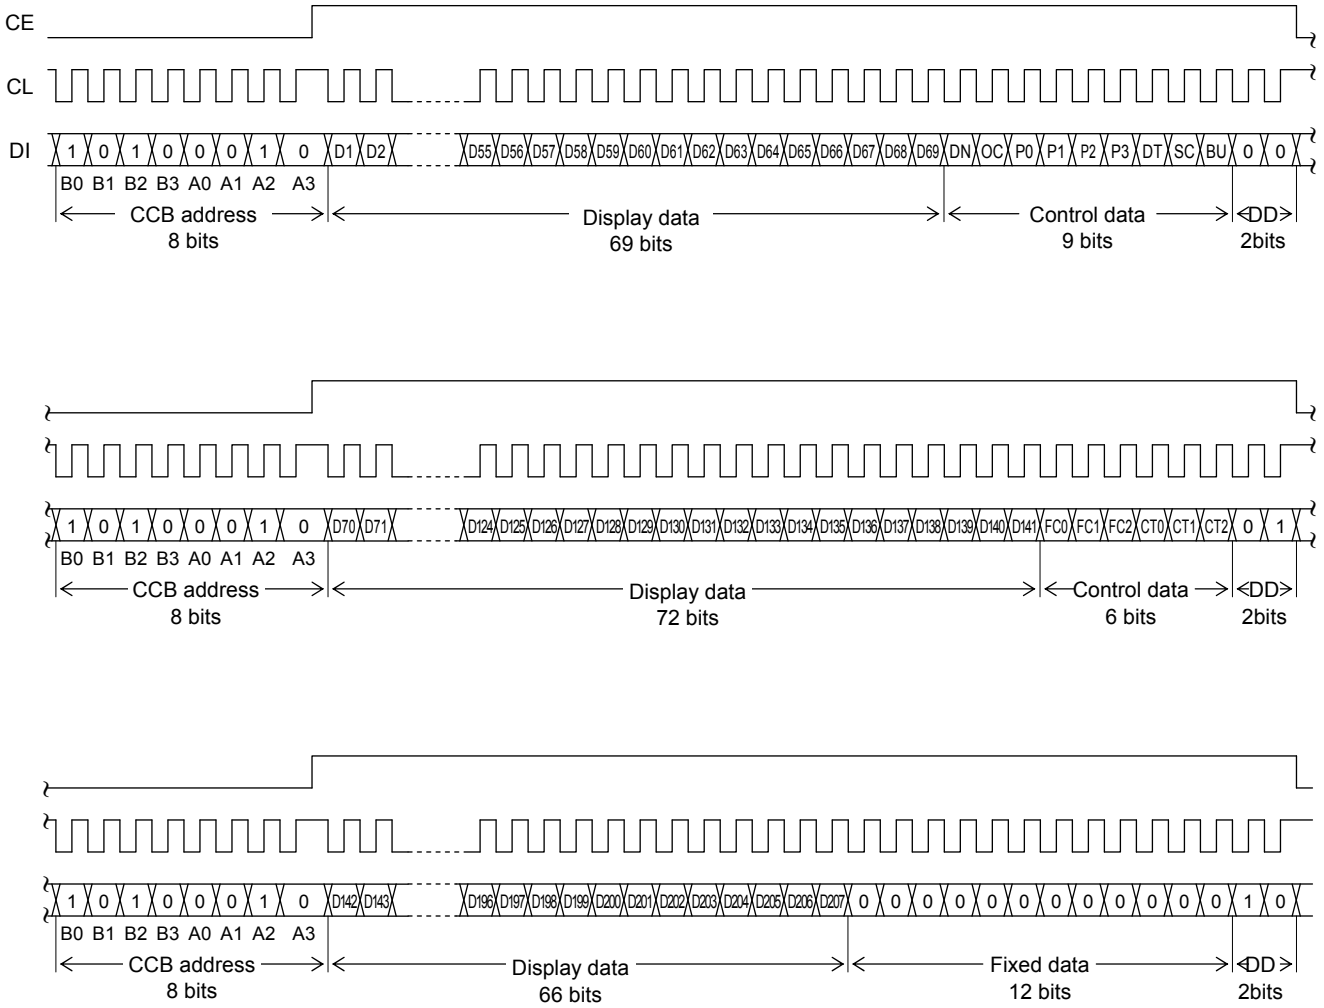 CE
CL
DI 1 0 1 0 0 0 1 0 D1 D2 D55 D56 D57 D58 D59 D60 D61 D62 D63 D64 D65 D66 D67 D68 D69 DN OC P0 P1 P2 P3 DT SC BU 0 0
B0 B1 B2 B3 A0 A1 A2 A3
CCB address Display data Control data DD
8 bits 69 bits 9 bits 2bits
1 0 1 0 0 0 1 0 D70 D71 D124 D125 D126 D127 D128 D129 D130 D131 D132 D133 D134 D135 D136 D137 D138 D139 D140 D141 FC0 FC1 FC2 CT0 CT1 CT2 0 1
B0 B1 B2 B3 A0 A1 A2 A3
CCB address Display data Control data DD
8 bits 72 bits 6 bits 2bits
1 0 1 0 0 0 1 0 D142 D143 D196 D197 D198 D199 D200 D201 D202 D203 D204 D205 D206 D207 0 0 0 0 0 0 0 0 0 0 0 0 1 0
B0 B1 B2 B3 A0 A1 A2 A3
CCB address Display data Fixed data DD
8 bits 66 bits 12 bits 2bits